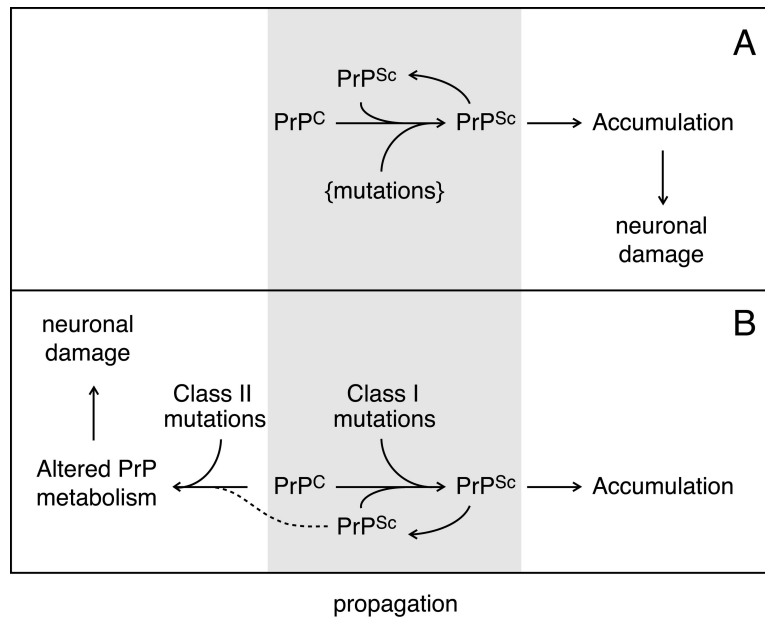 A
PrPSc
PrPC
PrPSc
Accumulation
{mutations}
neuronal
damage
B
neuronal
damage
Class II
mutations
Class I
mutations
Altered PrP
metabolism
PrPC
PrPSc
Accumulation
PrPSc
propagation